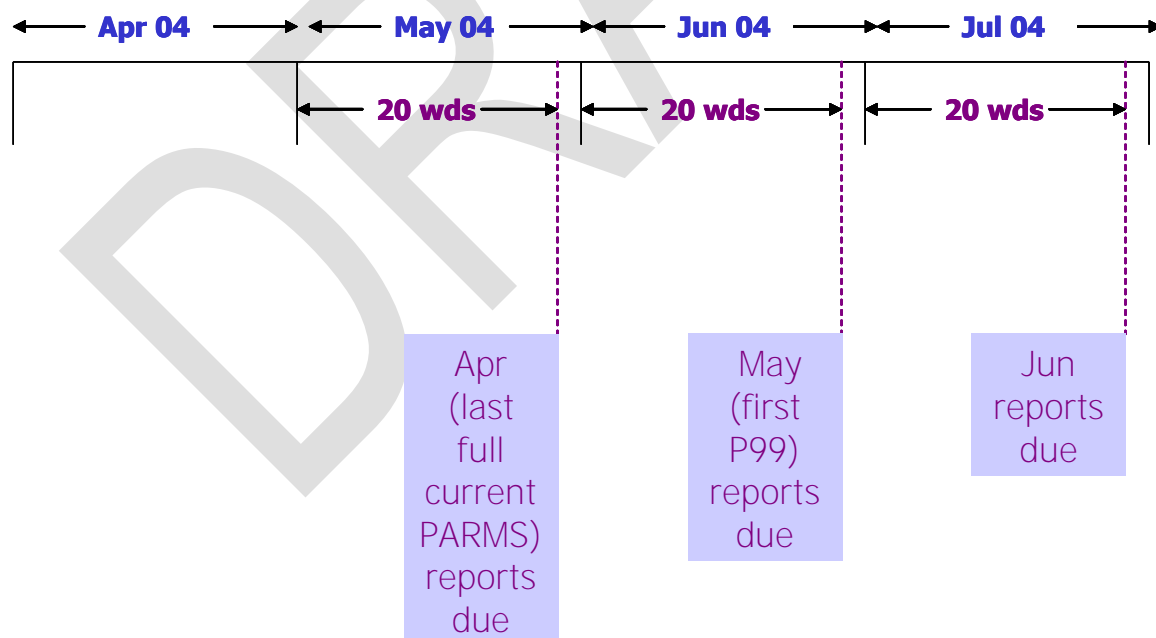 Apr 04
May 04
Jun 04
Jul 04
20 wds
20 wds
20 wds
Apr
(last
full
current
PARMS)
reports
due
May
(first
P99)
reports
due
Jun
reports
due
DRA